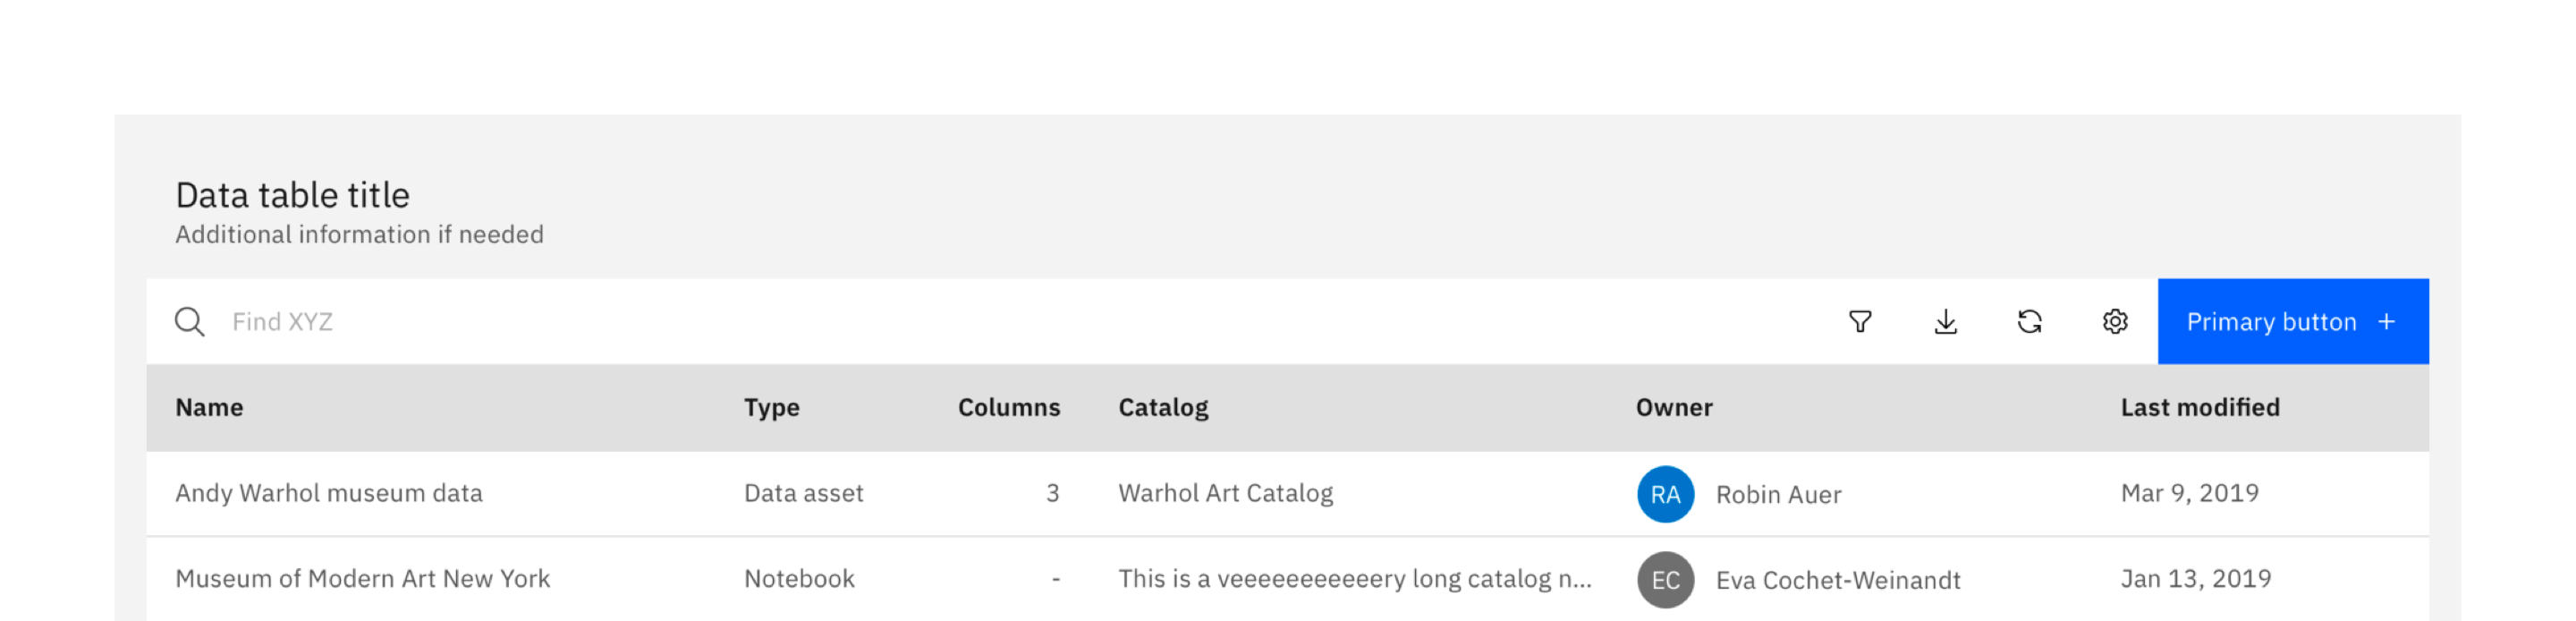 Data table title
Additional information if needed
Find XYZ Primary button +
Name Type Columns Catalog Owner Last modified
Andy Warhol museum data Data asset 3 Warhol Art Catalog RA Robin Auer Mar 9, 2019
Museum of Modern Art New York Notebook - This is a veeeeeeeeeeery long catalog n... EC Eva Cochet-Weinandt Jan 13, 2019